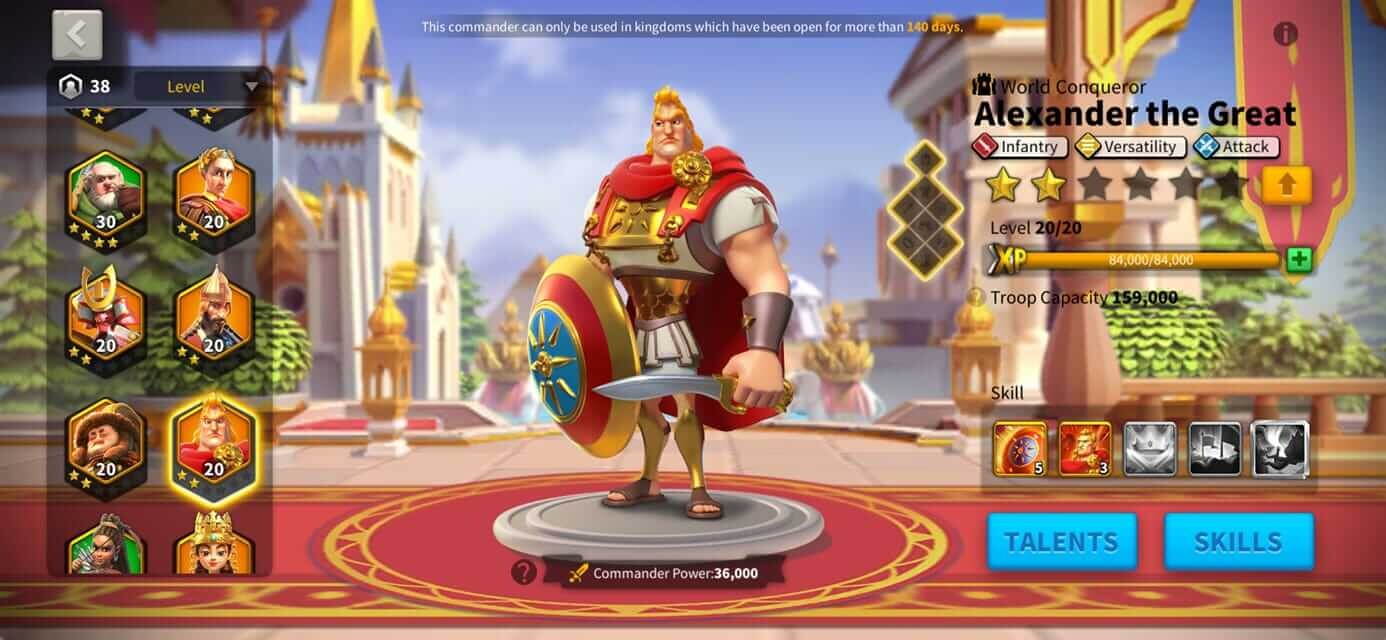 This commander can only be used in kingdoms which have been open for more than 140 days.
38
Level
World Conqueror
Alexander the Great
Infantry
Versatility
Attack
30
20
Level 20/20
XP
84,000/84,000
Troop Capacity 159,000
20
20
Skill
20
20
5
3
TALENTS
SKILLS
Commander Power:36,000